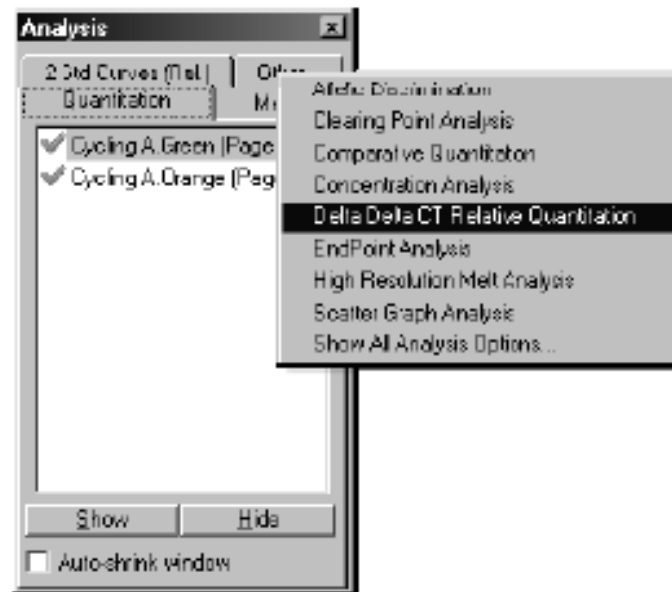 Analysis
2 Std Curves (Rel.)
Quantitation
Cycling A.Green (Page
Cycling A.Orange (Pag
Show
Hide
Auto-shrink window
Allelic Discrimination
Clearing Point Analysis
Comparative Quantitation
Concentration Analysis
Delta Delta CT Relative Quantitation
EndPoint Analysis
High Resolution Melt Analysis
Scatter Graph Analysis
Show All Analysis Options...